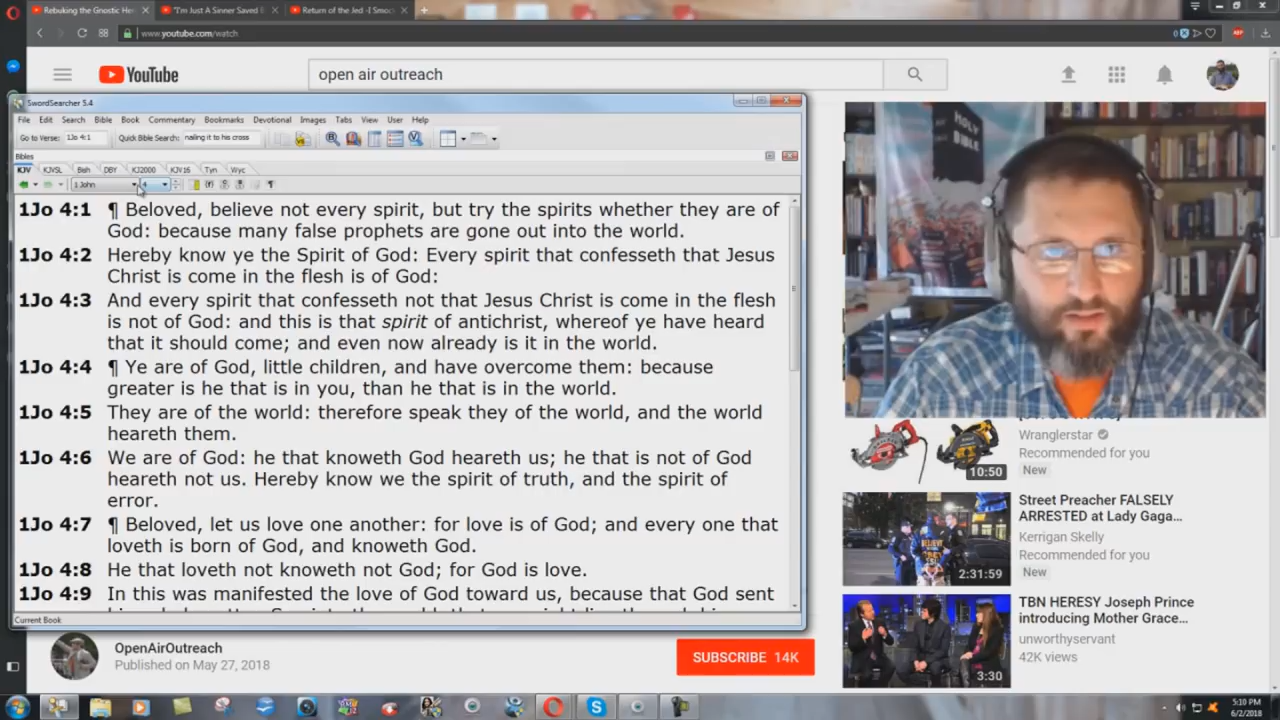 Rebuking the Gnostic Her
"I'm Just A Sinner Saved B
Return of the Jed -[ Smoc
www.youtube.com/watch
0
ABP
YouTube
open air outreach
SwordSearcher 5.4
File Edit Search Bible Book Commentary Bookmarks Devotional Images Tabs View User Help
Go to Verse: 1Jo 4:1 Quick Bible Search: nailing it to his cross
Bibles
KJV KJVSL Bish DBY KJ2000 KJV16 Tyn Wyc
1 John 4
1Jo 4:1 ¶ Beloved, believe not every spirit, but try the spirits whether they are of
God: because many false prophets are gone out into the world.
1Jo 4:2 Hereby know ye the Spirit of God: Every spirit that confesseth that Jesus
Christ is come in the flesh is of God:
1Jo 4:3 And every spirit that confesseth not that Jesus Christ is come in the flesh
is not of God: and this is that spirit of antichrist, whereof ye have heard
that it should come; and even now already is it in the world.
1Jo 4:4 ¶ Ye are of God, little children, and have overcome them: because
greater is he that is in you, than he that is in the world.
1Jo 4:5 They are of the world: therefore speak they of the world, and the world
heareth them.
1Jo 4:6 We are of God: he that knoweth God heareth us; he that is not of God
heareth not us. Hereby know we the spirit of truth, and the spirit of
error.
1Jo 4:7 ¶ Beloved, let us love one another: for love is of God; and every one that
loveth is born of God, and knoweth God.
1Jo 4:8 He that loveth not knoweth not God; for God is love.
1Jo 4:9 In this was manifested the love of God toward us, because that God sent
Current Book
HOLY BIBLE
Wranglerstar
Recommended for you
New
10:50
Street Preacher FALSELY
ARRESTED at Lady Gaga...
Kerrigan Skelly
Recommended for you
New
2:31:59
TBN HERESY Joseph Prince
introducing Mother Grace...
unworthyservant
42K views
3:30
OpenAirOutreach
Published on May 27, 2018
SUBSCRIBE 14K
5:10 PM
6/2/2018